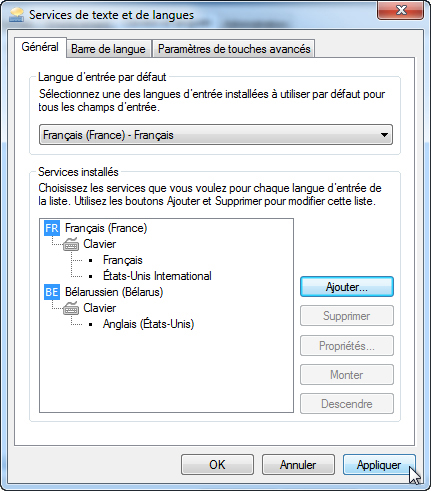 Services de texte et de langues
Général
Barre de langue
Paramètres de touches avancés
Langue d'entrée par défaut
Sélectionnez une des langues d'entrée installées à utiliser par défaut pour
tous les champs d'entrée.
Français (France) - Français
Services installés
Choisissez les services que vous voulez pour chaque langue d'entrée de
la liste. Utilisez les boutons Ajouter et Supprimer pour modifier cette liste.
FR Français (France)
Clavier
Français
États-Unis International
BE Bélarussien (Bélarus)
Clavier
Anglais (États-Unis)
Ajouter...
Supprimer
Propriétés...
Monter
Descendre
OK
Annuler
Appliquer